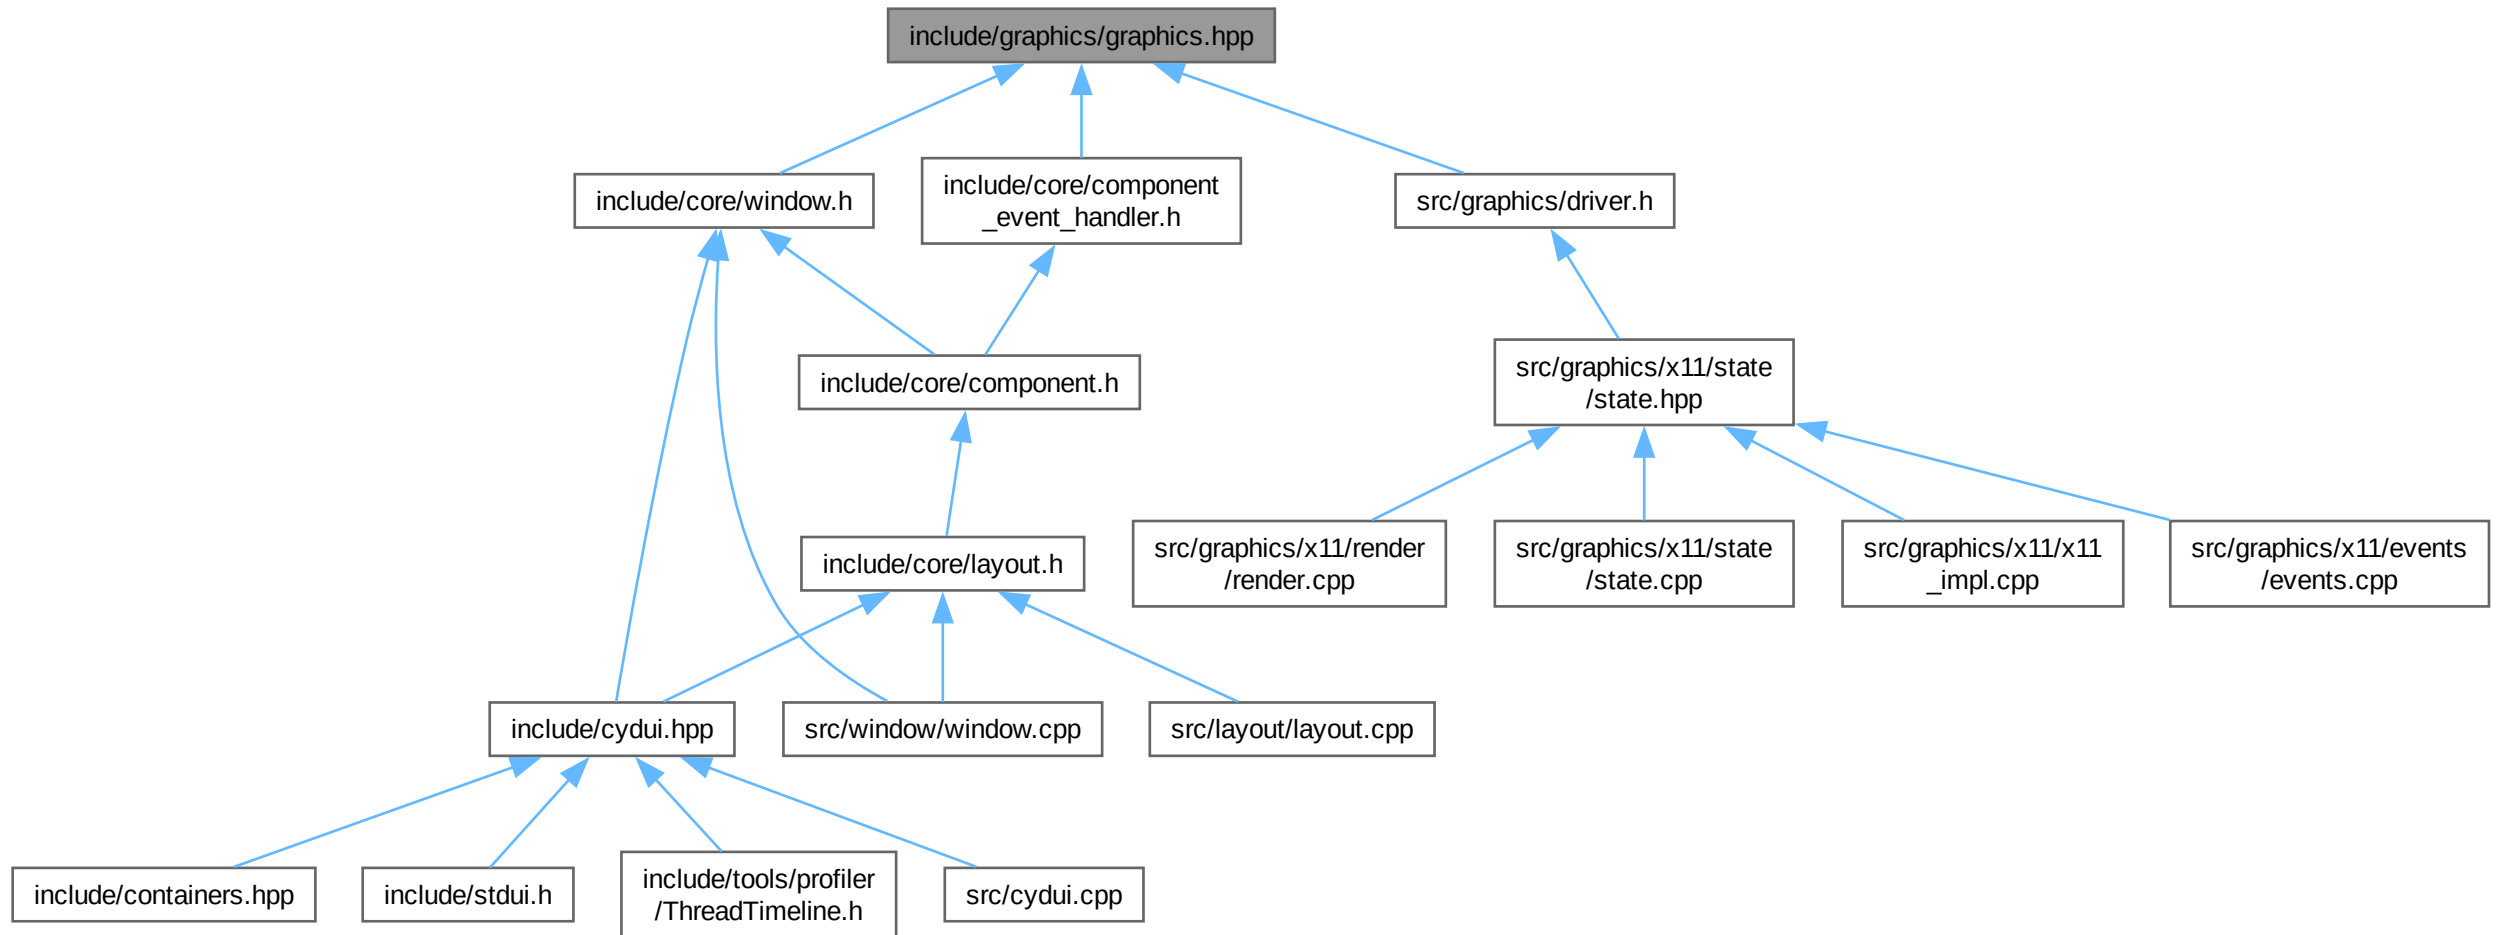 include/graphics/graphics.hpp
include/core/window.h
include/core/component
_event_handler.h
src/graphics/driver.h
include/core/component.h
src/graphics/x11/state
/state.hpp
include/core/layout.h
src/graphics/x11/render
/render.cpp
src/graphics/x11/state
/state.cpp
src/graphics/x11/x11
_impl.cpp
src/graphics/x11/events
/events.cpp
include/cydui.hpp
src/window/window.cpp
src/layout/layout.cpp
include/containers.hpp
include/stdui.h
include/tools/profiler
/ThreadTimeline.h
src/cydui.cpp